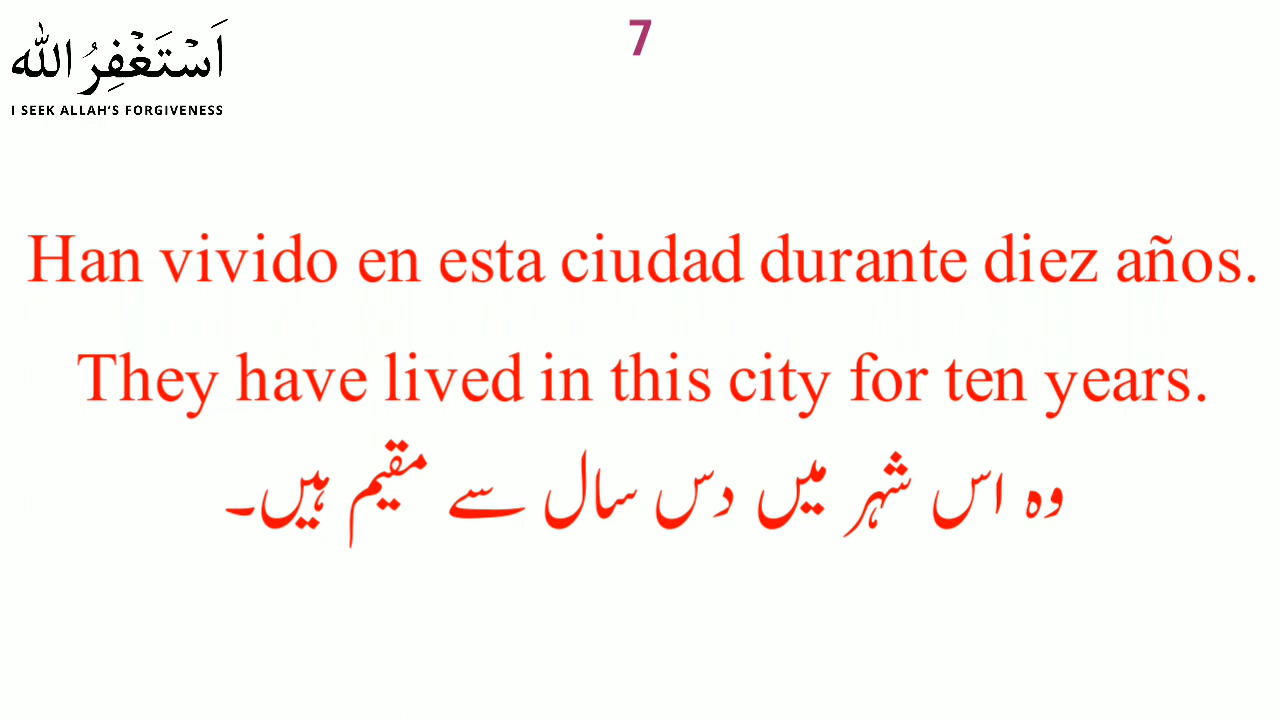 7
اَسْتَغْفِرُ اللّٰه
I SEEK ALLAH'S FORGIVENESS
Han vivido en esta ciudad durante diez años.
They have lived in this city for ten years.
وہ اس شہر میں دس سال سے مقیم ہیں۔